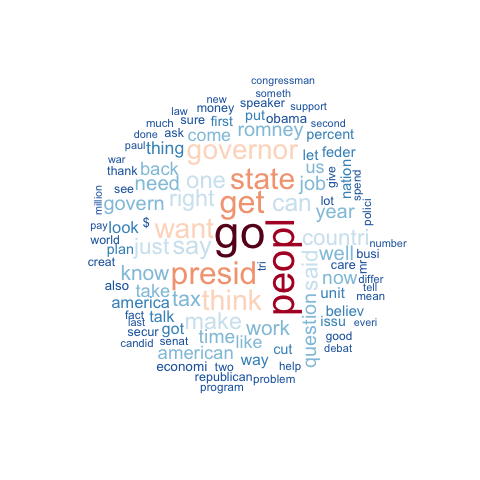 congressman
someth
new
law money speaker support
much sure first put obama second
done ask come romney percent
paul thing governor let feder
war
thank back state us nation
see need one get can job give spend
million govern right lot polici
pay look $ want go peopl year
world plan just say countri number
creat know presid tri said well care busi
also take tax think now mr differ
america make question unit tell mean
fact talk work issu everi
last secur got time like believ
candid senat american way cut good
economi two help debat
republican problem
program